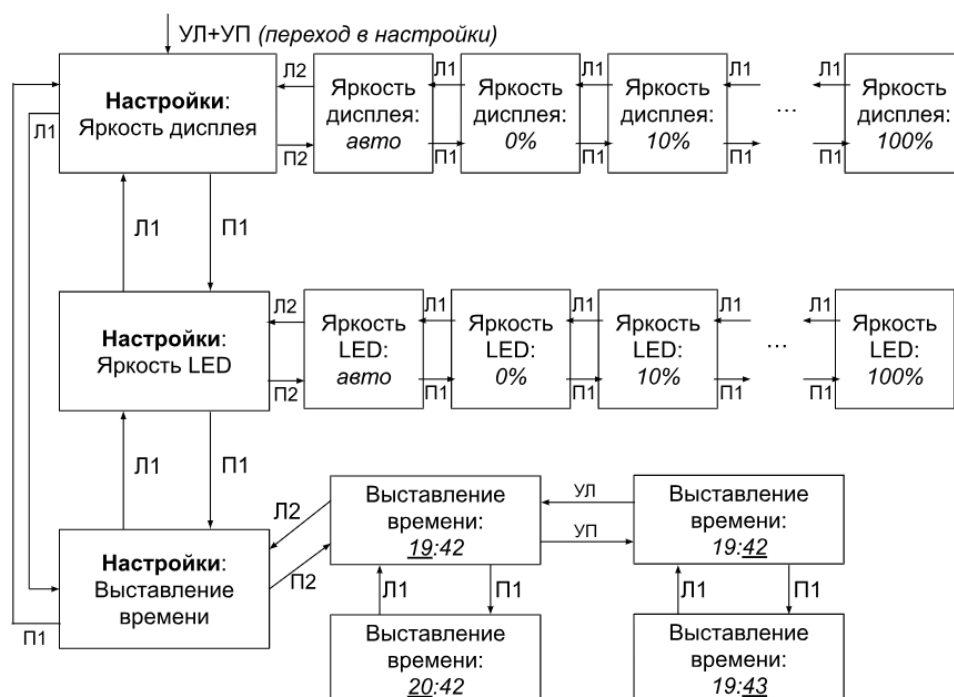 УЛ+УП (переход в настройки)
Настройки:
Яркость дисплея
Л2
П2
Яркость
дисплея:
авто
Л1
П1
Яркость
дисплея:
0%
Л1
П1
Яркость
дисплея:
10%
Л1
П1
...
Л1
П1
Яркость
дисплея:
100%
Л1
Л1
П1
Настройки:
Яркость LED
Л2
П2
Яркость
LED:
авто
Л1
П1
Яркость
LED:
0%
Л1
П1
Яркость
LED:
10%
Л1
П1
...
Л1
П1
Яркость
LED:
100%
Л1
П1
Настройки:
Выставление
времени
П1
Л2
П2
Выставление
времени:
19:42
УЛ
УП
Выставление
времени:
19:42
Л1
П1
Л1
П1
Выставление
времени:
20:42
Выставление
времени:
19:43